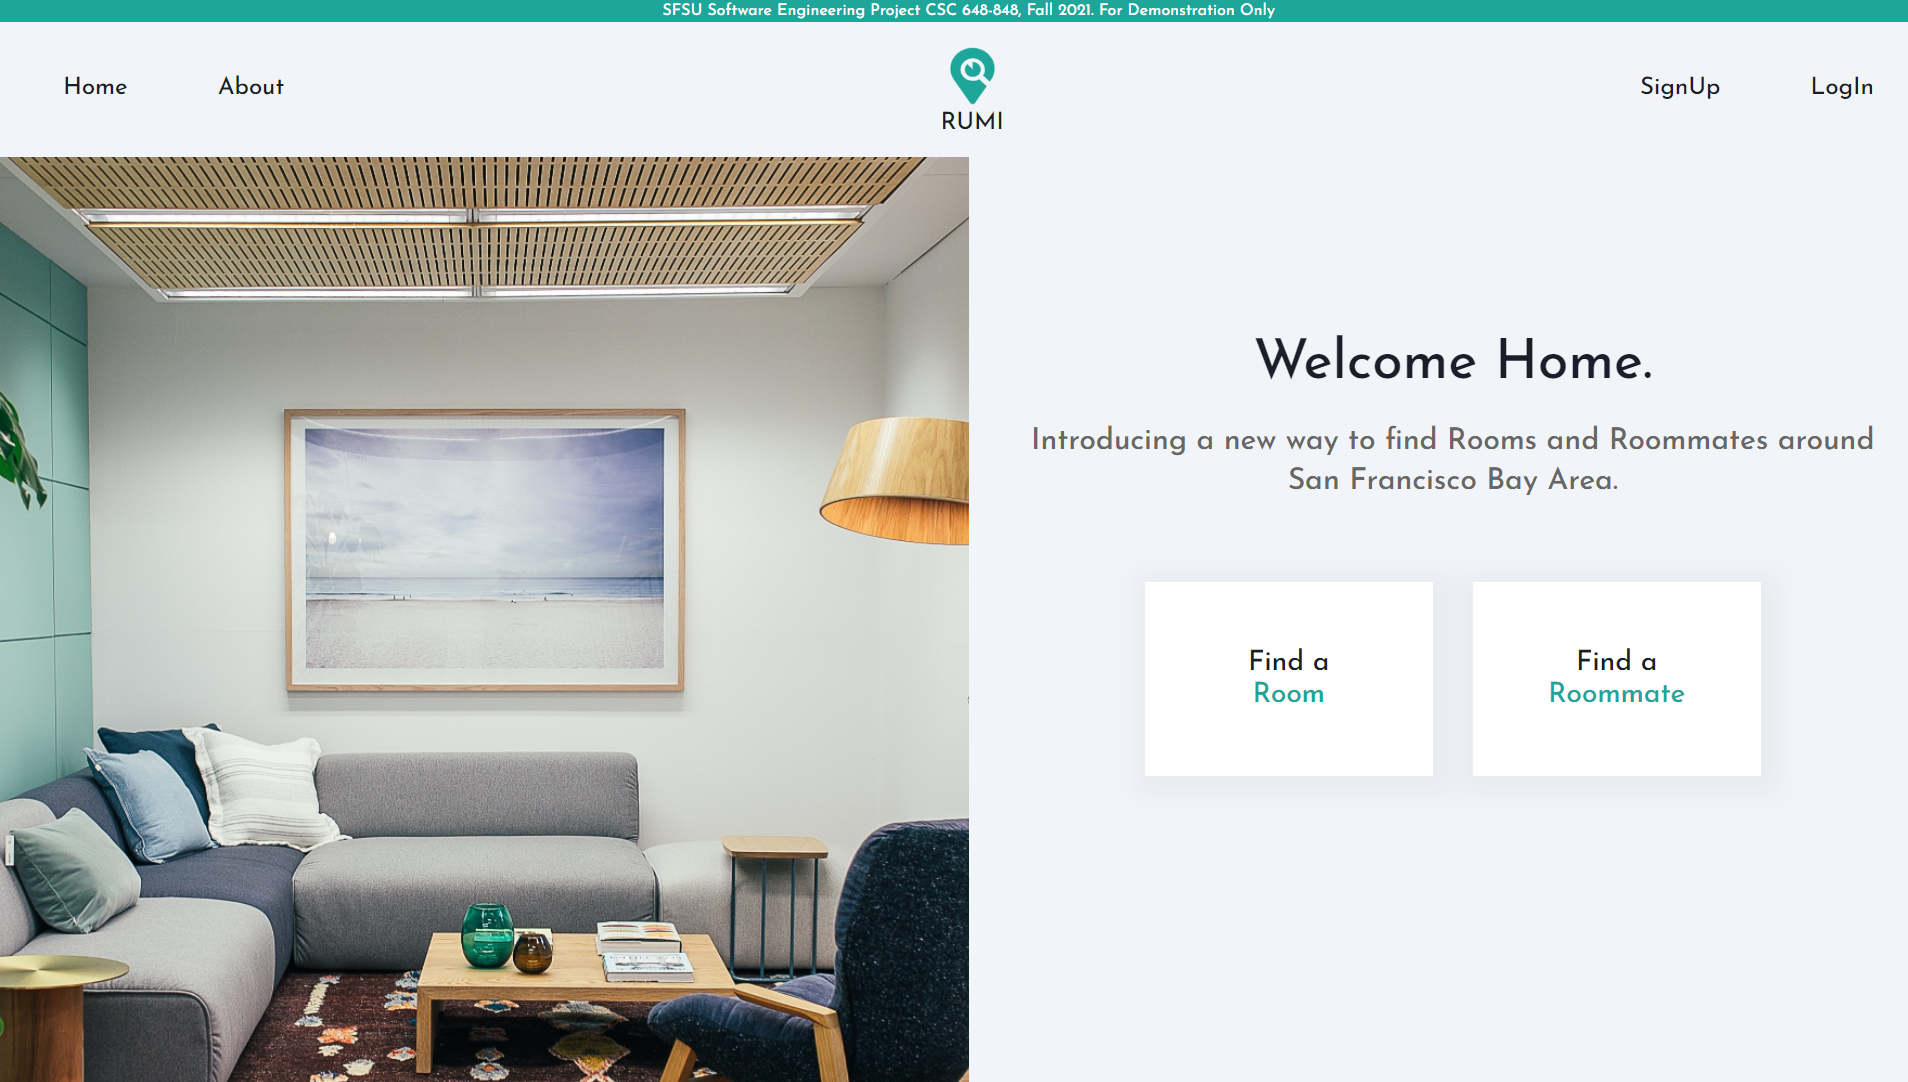 SFSU Software Engineering Project CSC 648-848, Fall 2021. For Demonstration Only
Home
About
RUMI
SignUp
LogIn
Welcome Home.
Introducing a new way to find Rooms and Roommates around
San Francisco Bay Area.
Find a
Room
Find a
Roommate